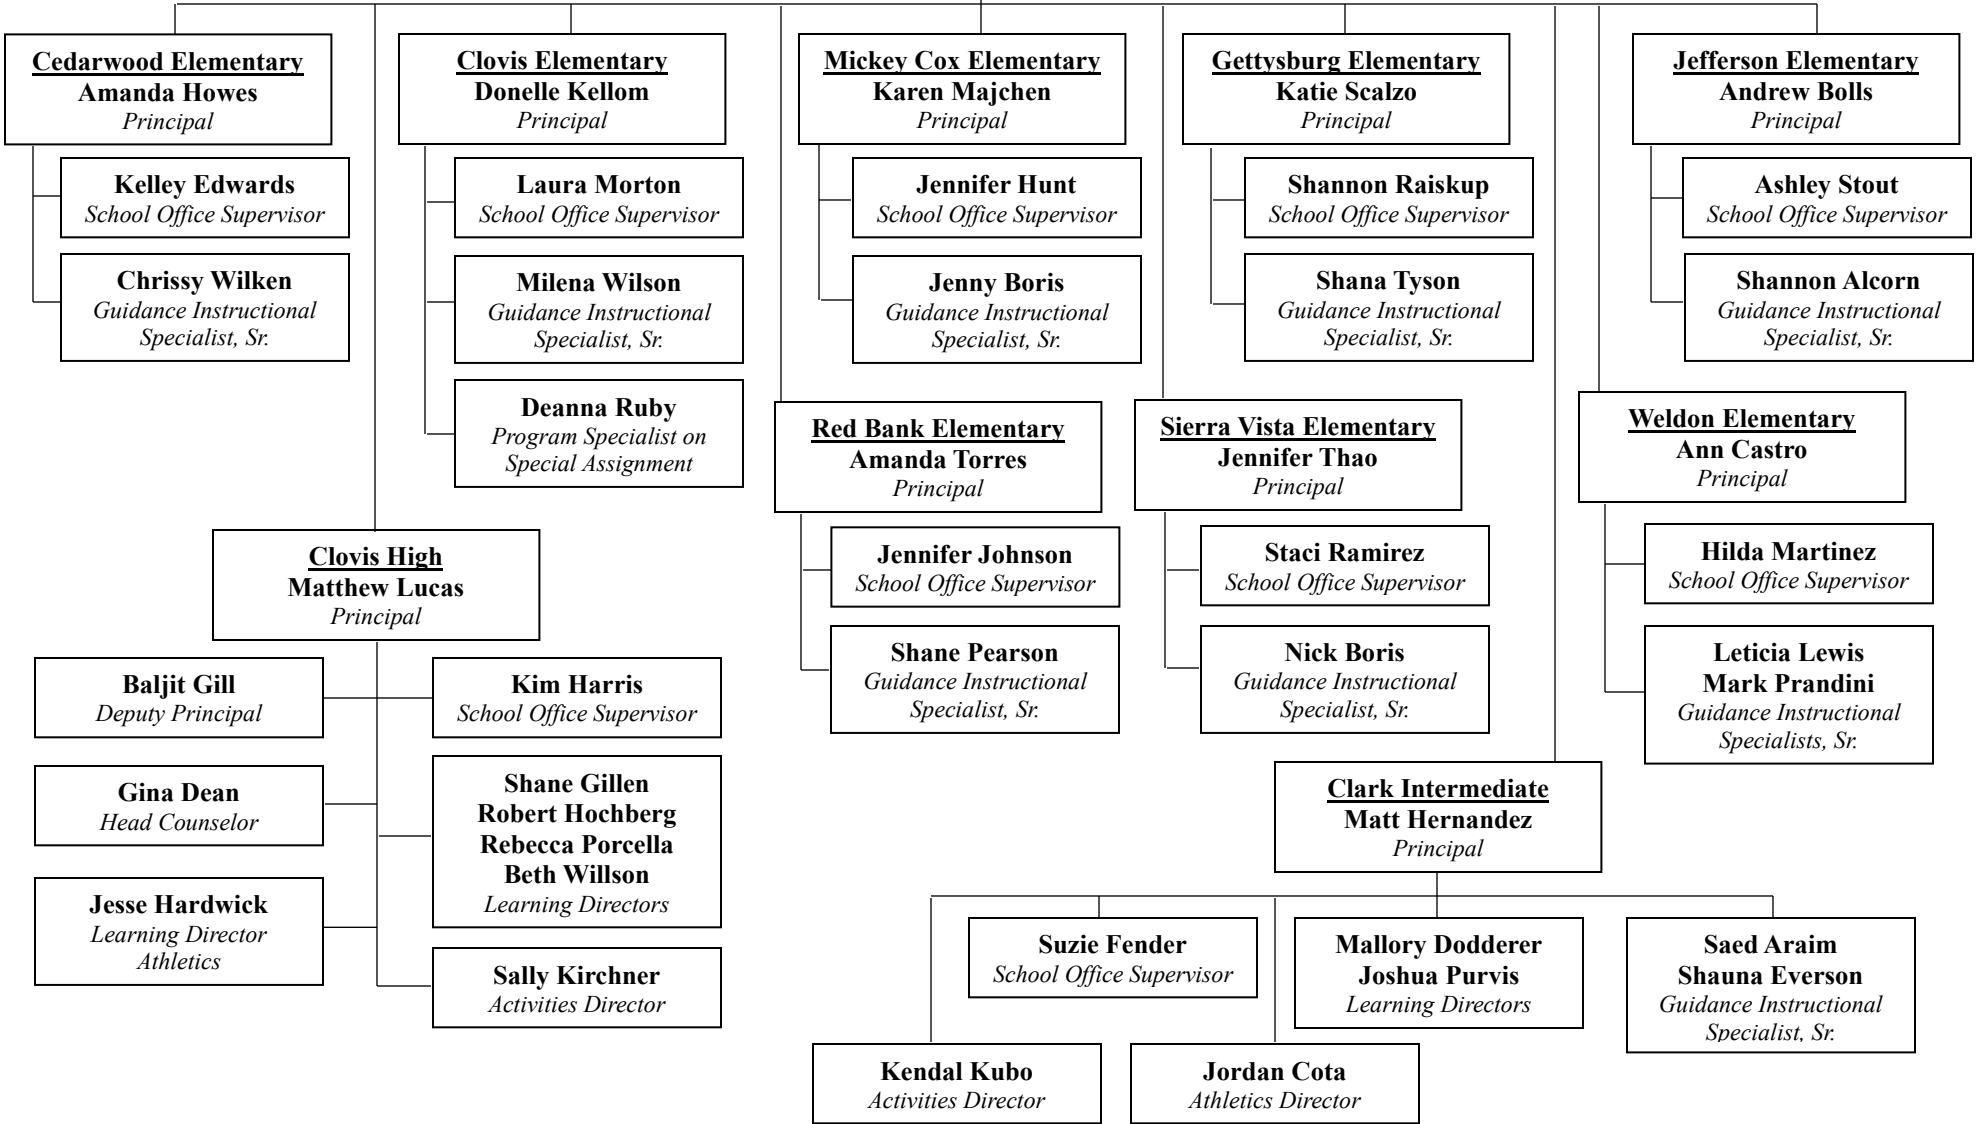 Cedarwood Elementary
Amanda Howes
Principal
Kelley Edwards
School Office Supervisor
Chrissy Wilken
Guidance Instructional
Specialist, Sr.
Clovis Elementary
Donelle Kellom
Principal
Laura Morton
School Office Supervisor
Milena Wilson
Guidance Instructional
Specialist, Sr.
Deanna Ruby
Program Specialist on
Special Assignment
Mickey Cox Elementary
Karen Majchen
Principal
Jennifer Hunt
School Office Supervisor
Jenny Boris
Guidance Instructional
Specialist, Sr.
Gettysburg Elementary
Katie Scalzo
Principal
Shannon Raiskup
School Office Supervisor
Shana Tyson
Guidance Instructional
Specialist, Sr.
Jefferson Elementary
Andrew Bolls
Principal
Ashley Stout
School Office Supervisor
Shannon Alcorn
Guidance Instructional
Specialist, Sr.
Red Bank Elementary
Amanda Torres
Principal
Jennifer Johnson
School Office Supervisor
Shane Pearson
Guidance Instructional
Specialist, Sr.
Sierra Vista Elementary
Jennifer Thao
Principal
Staci Ramirez
School Office Supervisor
Nick Boris
Guidance Instructional
Specialist, Sr.
Weldon Elementary
Ann Castro
Principal
Hilda Martinez
School Office Supervisor
Leticia Lewis
Mark Prandini
Guidance Instructional
Specialists, Sr.
Clovis High
Matthew Lucas
Principal
Baljit Gill
Deputy Principal
Gina Dean
Head Counselor
Jesse Hardwick
Learning Director
Athletics
Kim Harris
School Office Supervisor
Shane Gillen
Robert Hochberg
Rebecca Porcella
Beth Willson
Learning Directors
Sally Kirchner
Activities Director
Clark Intermediate
Matt Hernandez
Principal
Suzie Fender
School Office Supervisor
Mallory Dodderer
Joshua Purvis
Learning Directors
Saed Araim
Shauna Everson
Guidance Instructional
Specialist, Sr.
Kendal Kubo
Activities Director
Jordan Cota
Athletics Director